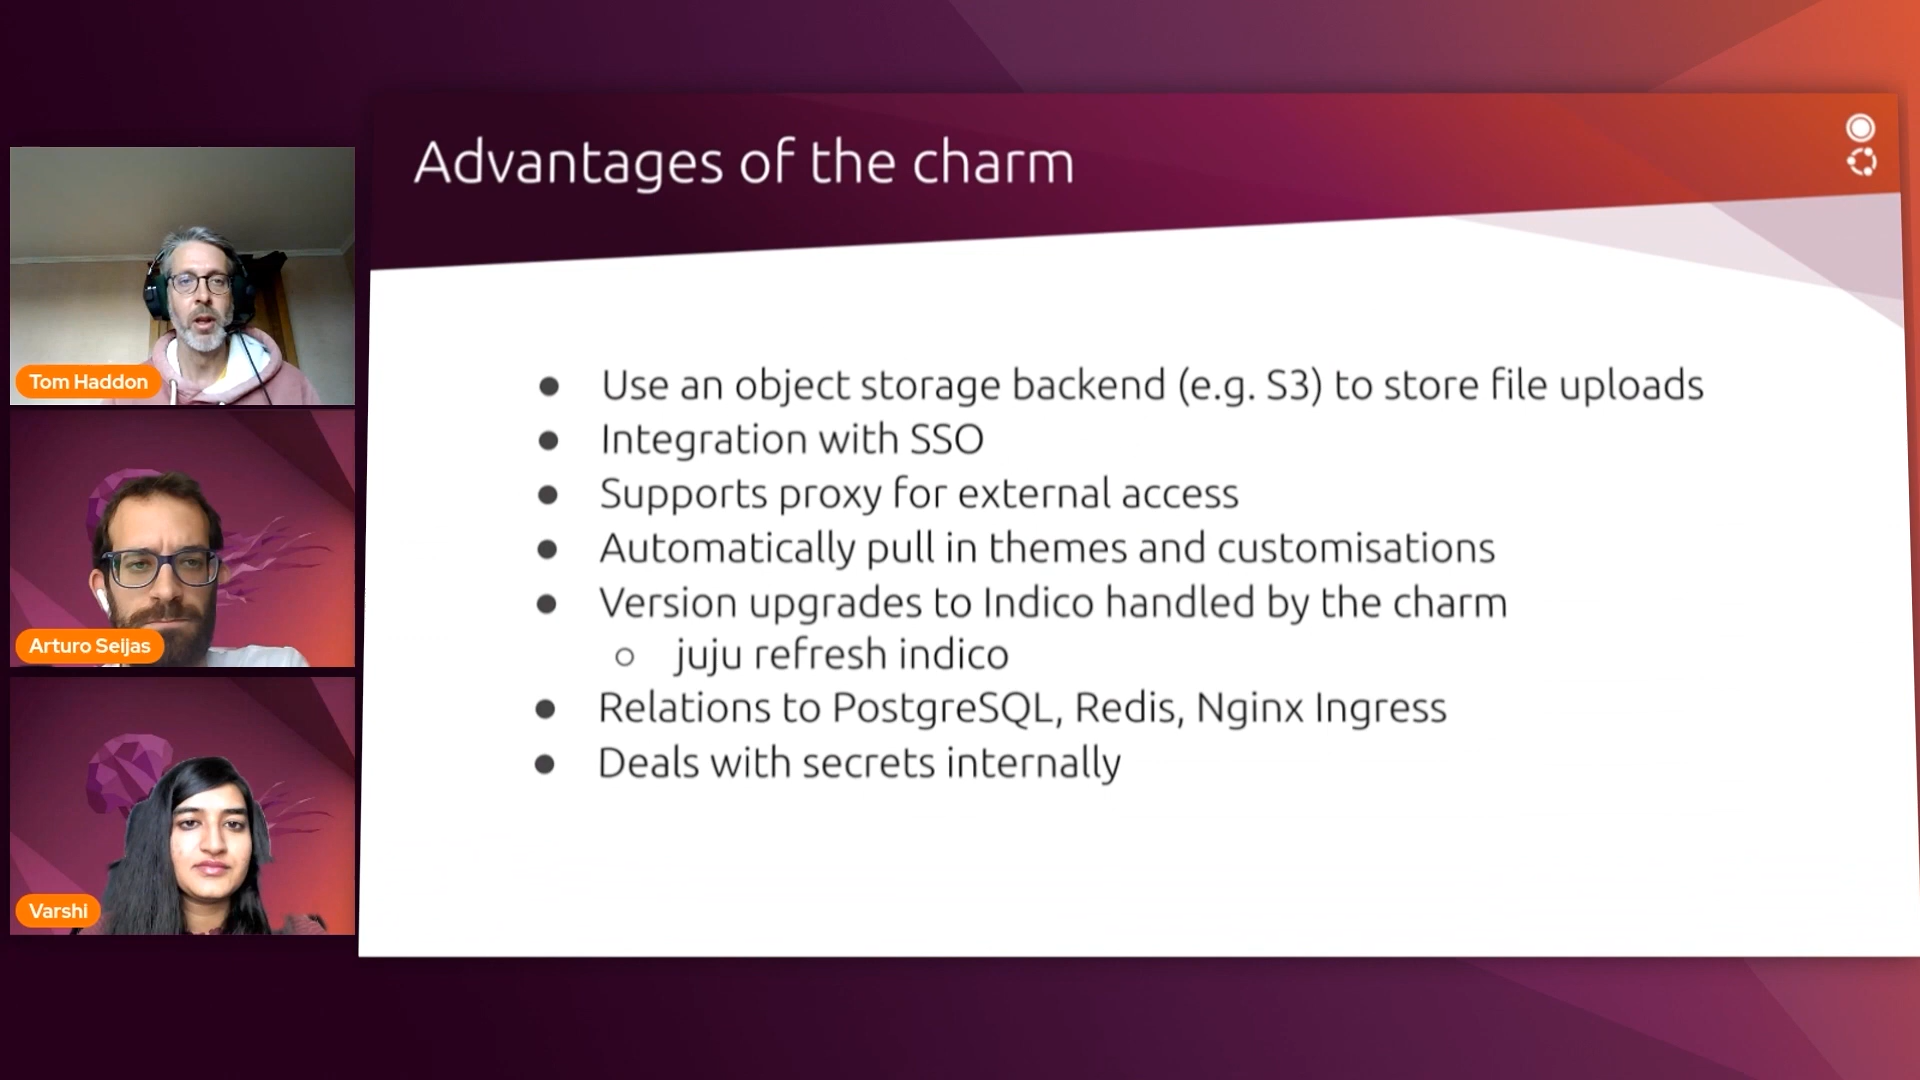 Advantages of the charm
Use an object storage backend (e.g. S3) to store file uploads
Integration with SSO
Supports proxy for external access
Automatically pull in themes and customisations
Version upgrades to Indico handled by the charm
juju refresh indico
Relations to PostgreSQL, Redis, Nginx Ingress
Deals with secrets internally
Tom Haddon
Arturo Seijas
Varshi